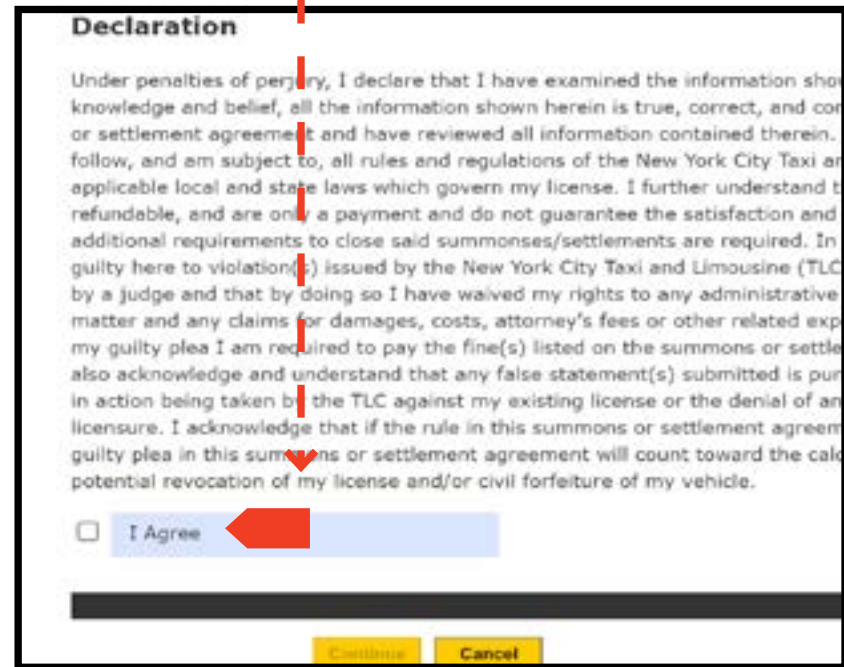 Declaration
Under penalties of perjury, I declare that I have examined the information sho
knowledge and belief, all the information shown herein is true, correct, and cor
or settlement agreement and have reviewed all information contained therein.
follow, and am subject to, all rules and regulations of the New York City Taxi ar
applicable local and state laws which govern my license. I further understand t
refundable, and are only a payment and do not guarantee the satisfaction and
additional requirements to close said summonses/settlements are required. In
guilty here to violation(s) issued by the New York City Taxi and Limousine (TLC
by a judge and that by doing so I have waived my rights to any administrative
matter and any claims for damages, costs, attorney's fees or other related exp
my guilty plea I am required to pay the fine(s) listed on the summons or settle
also acknowledge and understand that any false statement(s) submitted is pur
in action being taken by the TLC against my existing license or the denial of an
licensure. I acknowledge that if the rule in this summons or settlement agreem
guilty plea in this summons or settlement agreement will count toward the calc
potential revocation of my license and/or civil forfeiture of my vehicle.
I Agree
Continue Cancel